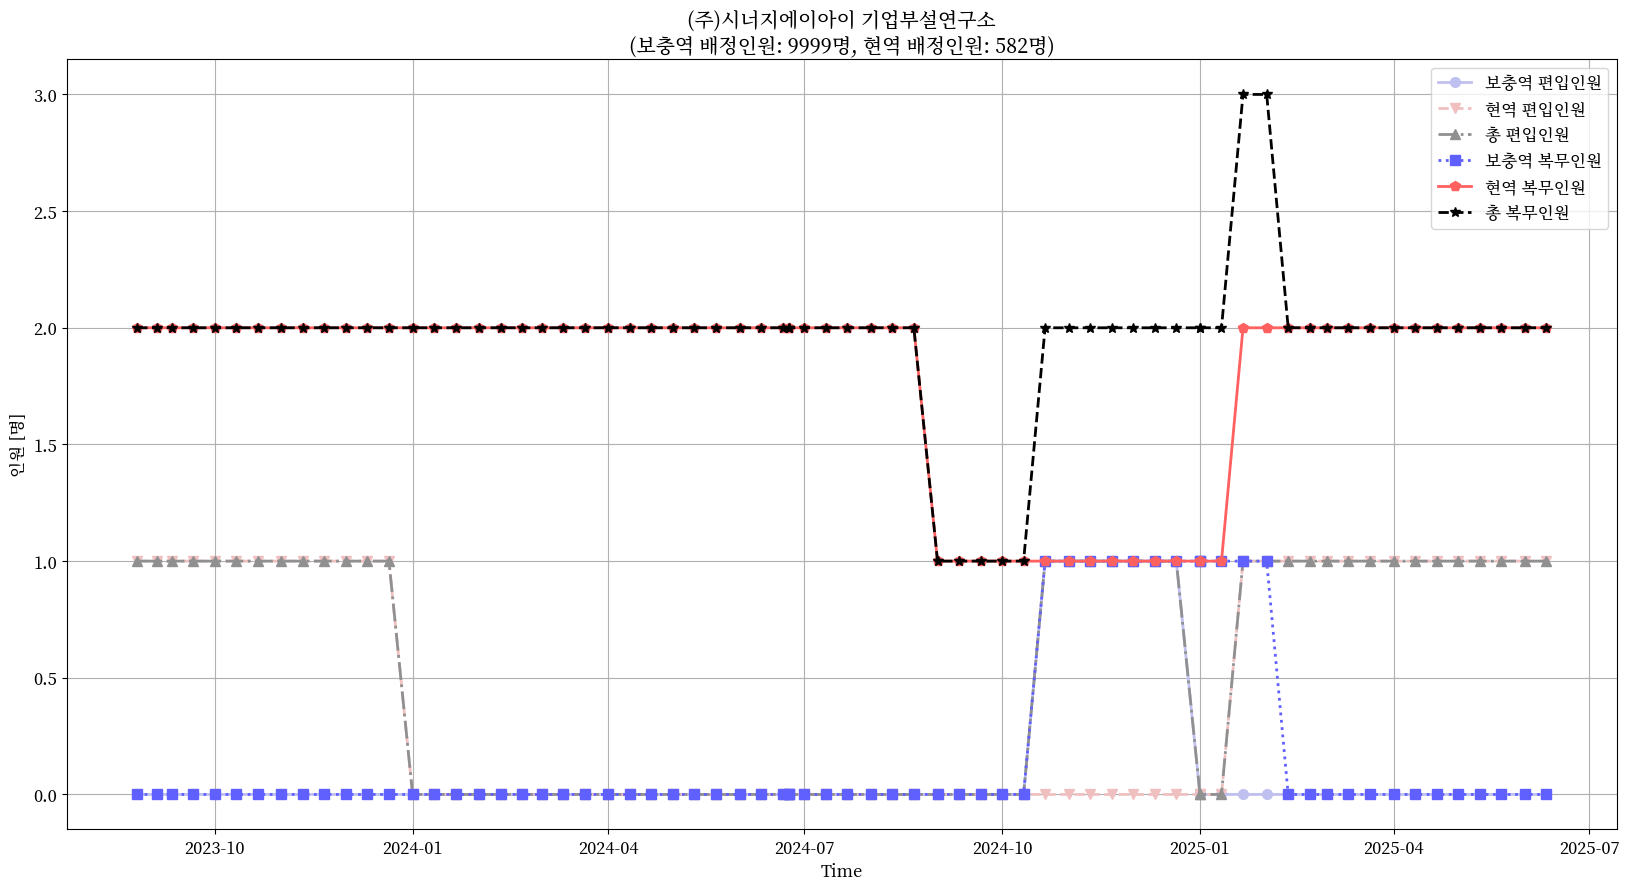 (주)시너지에이아이 기업부설연구소
(보충역 배정인원: 9999명, 현역 배정인원: 582명)
3.0
2.5
2.0
1.5
1.0
0.5
0.0
인원 [명]
보충역 편입인원
현역 편입인원
총 편입인원
보충역 복무인원
현역 복무인원
총 복무인원
2023-10
2024-01
2024-04
2024-07
2024-10
2025-01
2025-04
2025-07
Time